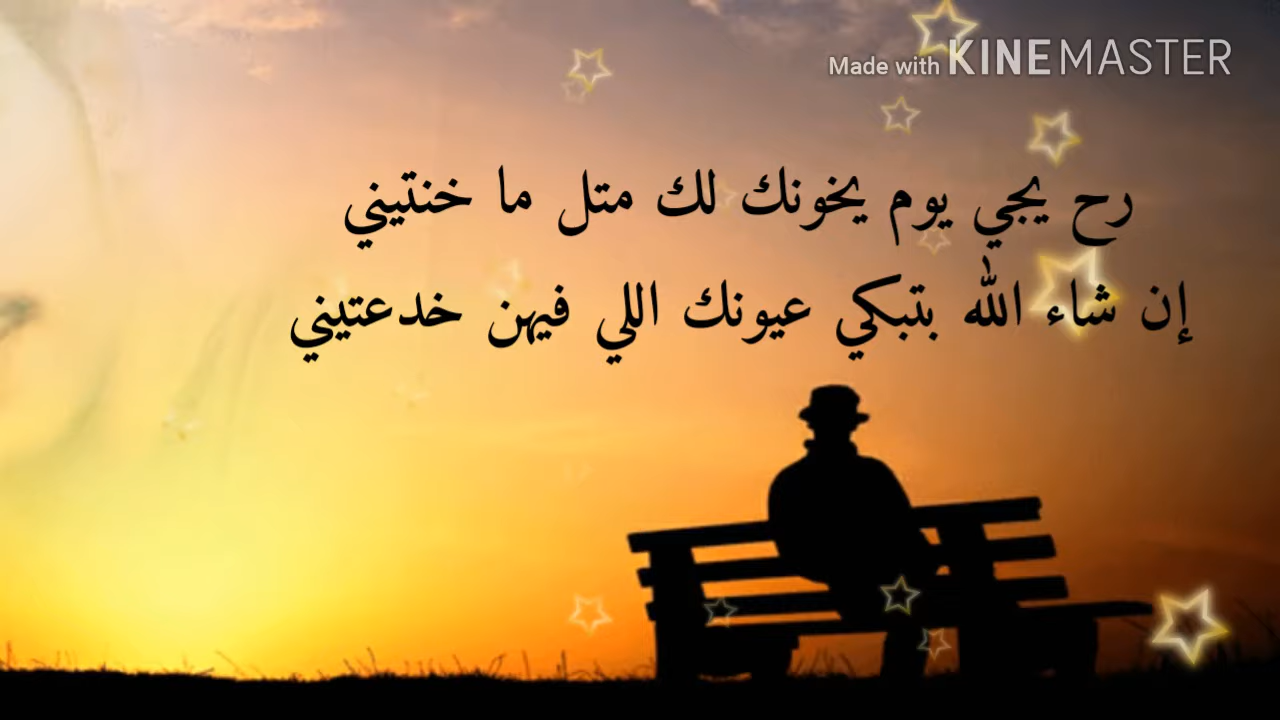 Made with KINEMASTER
رح يجي يوم يخونك لك متل ما خنتيني
إن شاء الله بتبكي عيونك اللي فيهن خدعتيني